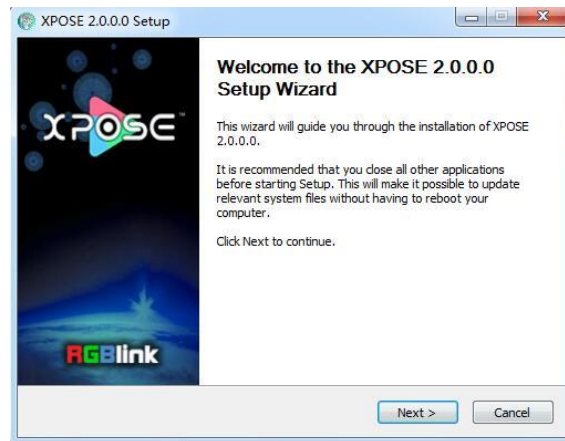 XPOSE 2.0.0.0 Setup
XPOSE™
RGBlink
Welcome to the XPOSE 2.0.0.0
Setup Wizard
This wizard will guide you through the installation of XPOSE
2.0.0.0.
It is recommended that you close all other applications
before starting Setup. This will make it possible to update
relevant system files without having to reboot your
computer.
Click Next to continue.
Next >
Cancel